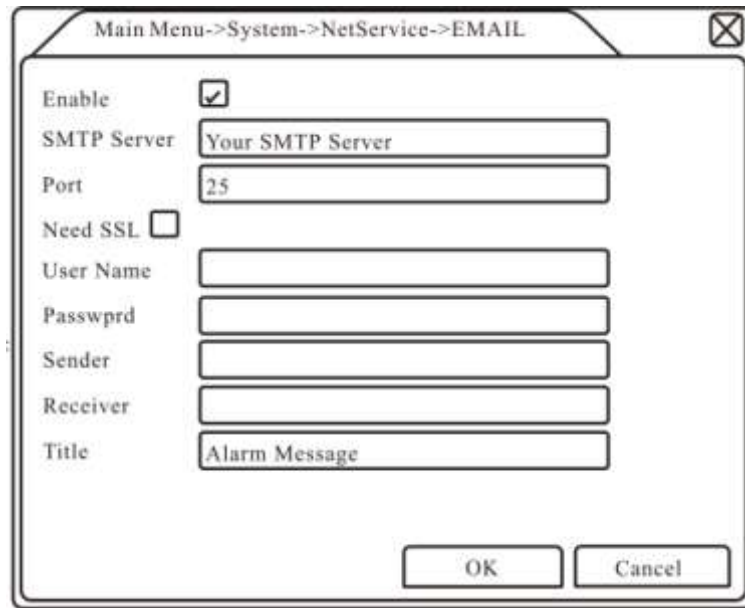 Main Menu->System->NetService->EMAIL
Enable
SMTP Server Your SMTP Server
Port 25
Need SSL
User Name
Passwprd
Sender
Receiver
Title Alarm Message
OK Cancel